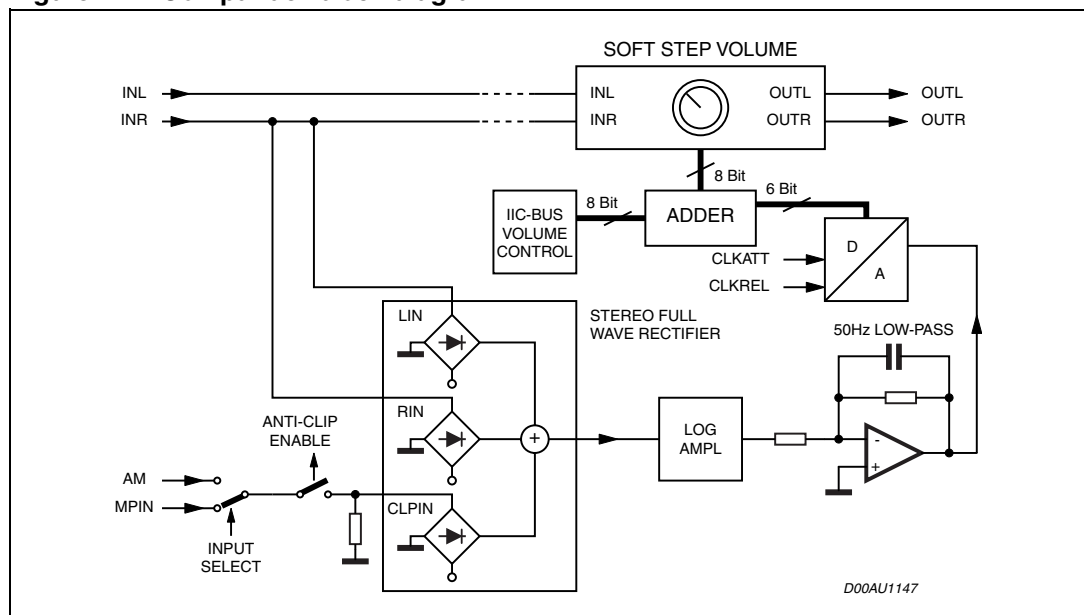 SOFT STEP VOLUME
INL
INL
OUTL
OUTL
INR
INR
OUTR
OUTR
8 Bit
8 Bit
6 Bit
IIC-BUS
VOLUME
CONTROL
ADDER
D
A
CLKATT
CLKREL
LIN
STEREO FULL
WAVE RECTIFIER
50Hz LOW-PASS
RIN
ANTI-CLIP
ENABLE
+
LOG
AMPL
-
+
AM
MPIN
CLPIN
INPUT
SELECT
D00AU1147